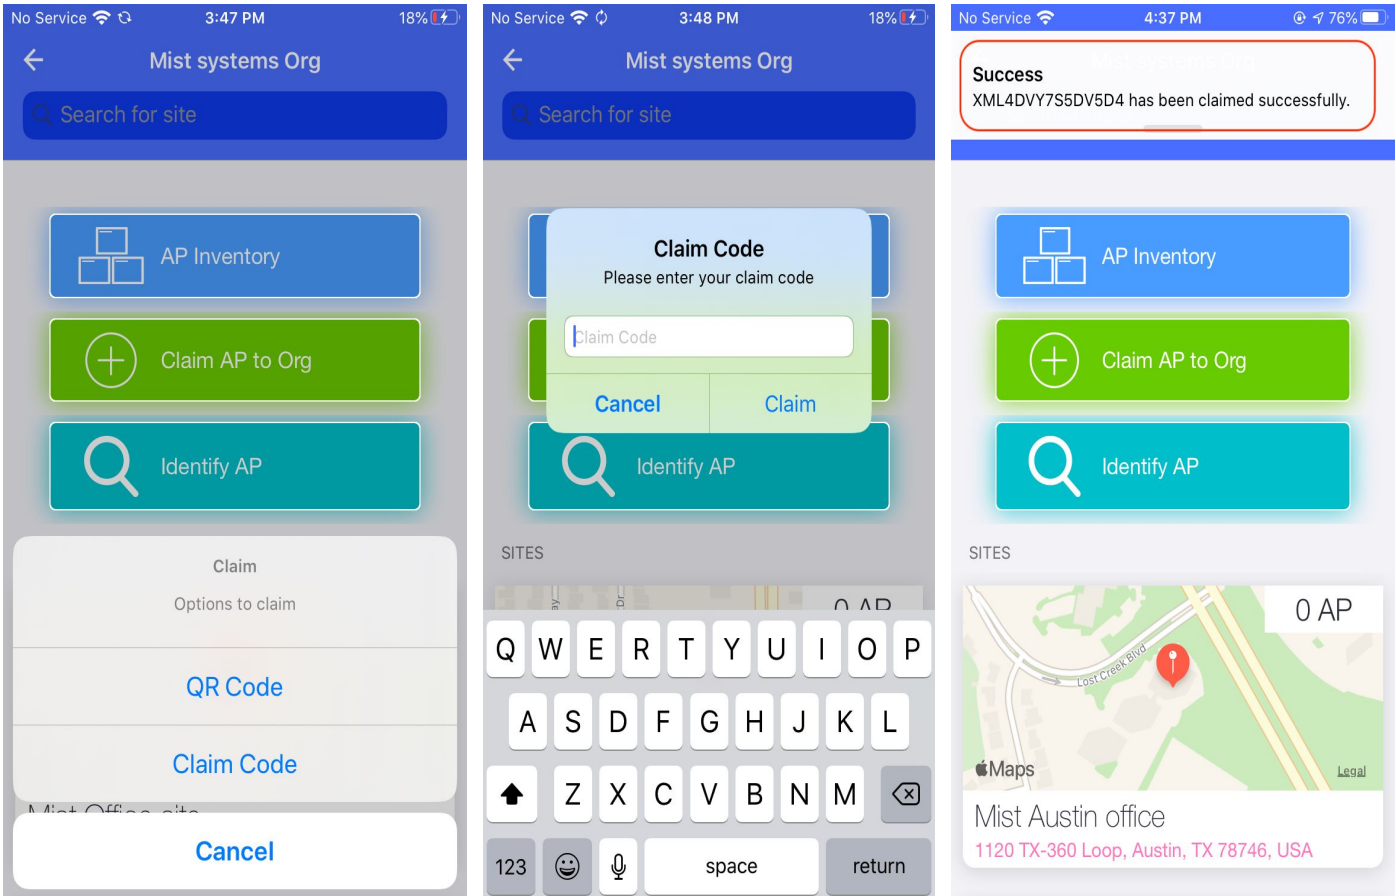 No Service 3:47 PM 18%
Mist systems Org
Search for site
AP Inventory
Claim AP to Org
Identify AP
Claim
Options to claim
QR Code
Claim Code
Mist Office site
Cancel
No Service 3:48 PM 18%
Mist systems Org
Search for site
Claim Code
Please enter your claim code
Claim Code
Cancel Claim
Identify AP
SITES
0 AP
Q W E R T Y U I O P
A S D F G H J K L
Z X C V B N M
123 space return
No Service 4:37 PM 76%
Success
XML4DVY7S5DV5D4 has been claimed successfully.
AP Inventory
Claim AP to Org
Identify AP
SITES
0 AP
Lost Creek Blvd
Maps Legal
Mist Austin office
1120 TX-360 Loop, Austin, TX 78746, USA